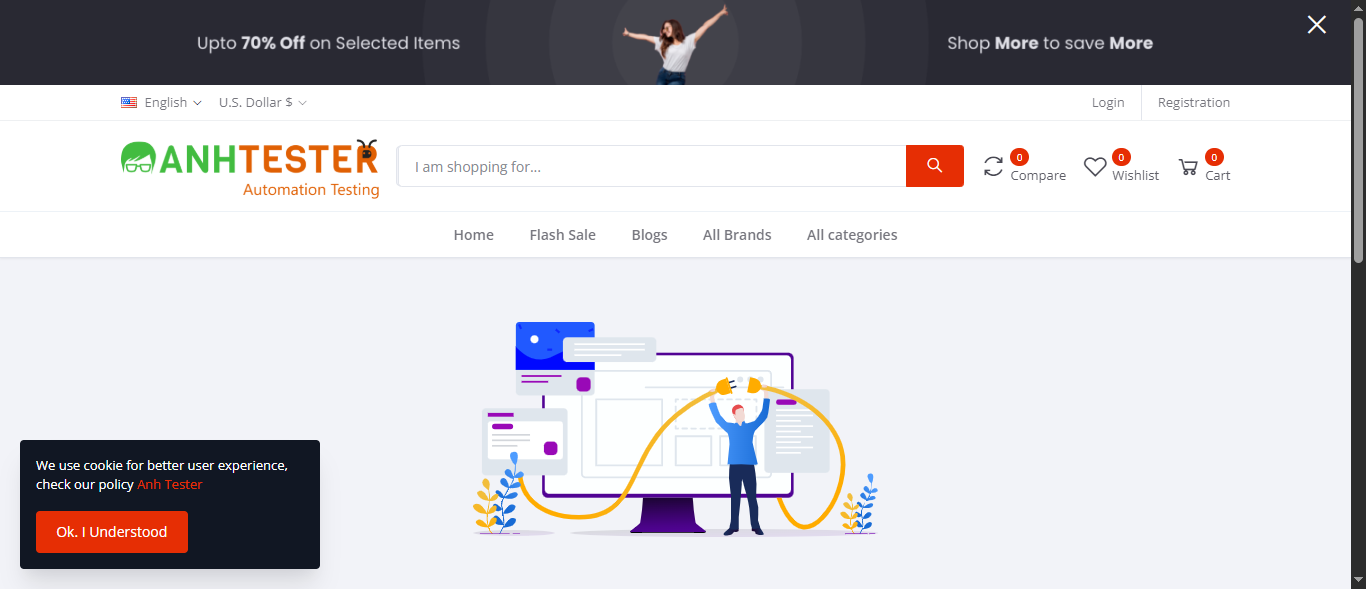 Upto 70% Off on Selected Items
Shop More to save More
English
U.S. Dollar $
Login
Registration
ANHTESTER
Automation Testing
I am shopping for...
0
Compare
0
Wishlist
0
Cart
Home
Flash Sale
Blogs
All Brands
All categories
We use cookie for better user experience,
check our policy Anh Tester
Ok. I Understood